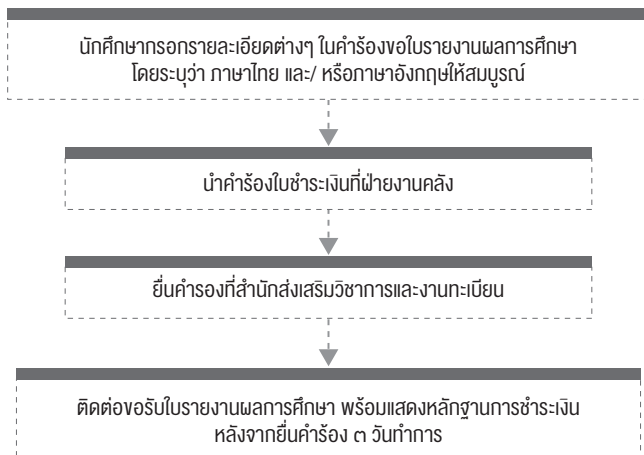 นักศึกษากรอกรายละเอียดต่างๆ ในคำร้องขอใบรายงานผลการศึกษา
โดยระบุว่า ภาษาไทย และ/ หรือภาษาอังกฤษให้สมบูรณ์
นำคำร้องใบชำระเงินที่ฝ่ายงานคลัง
ยื่นคำรองที่สำนักส่งเสริมวิชาการและงานทะเบียน
ติดต่อขอรับใบรายงานผลการศึกษา พร้อมแสดงหลักฐานการชำระเงิน
หลังจากยื่นคำร้อง ๓ วันทำการ